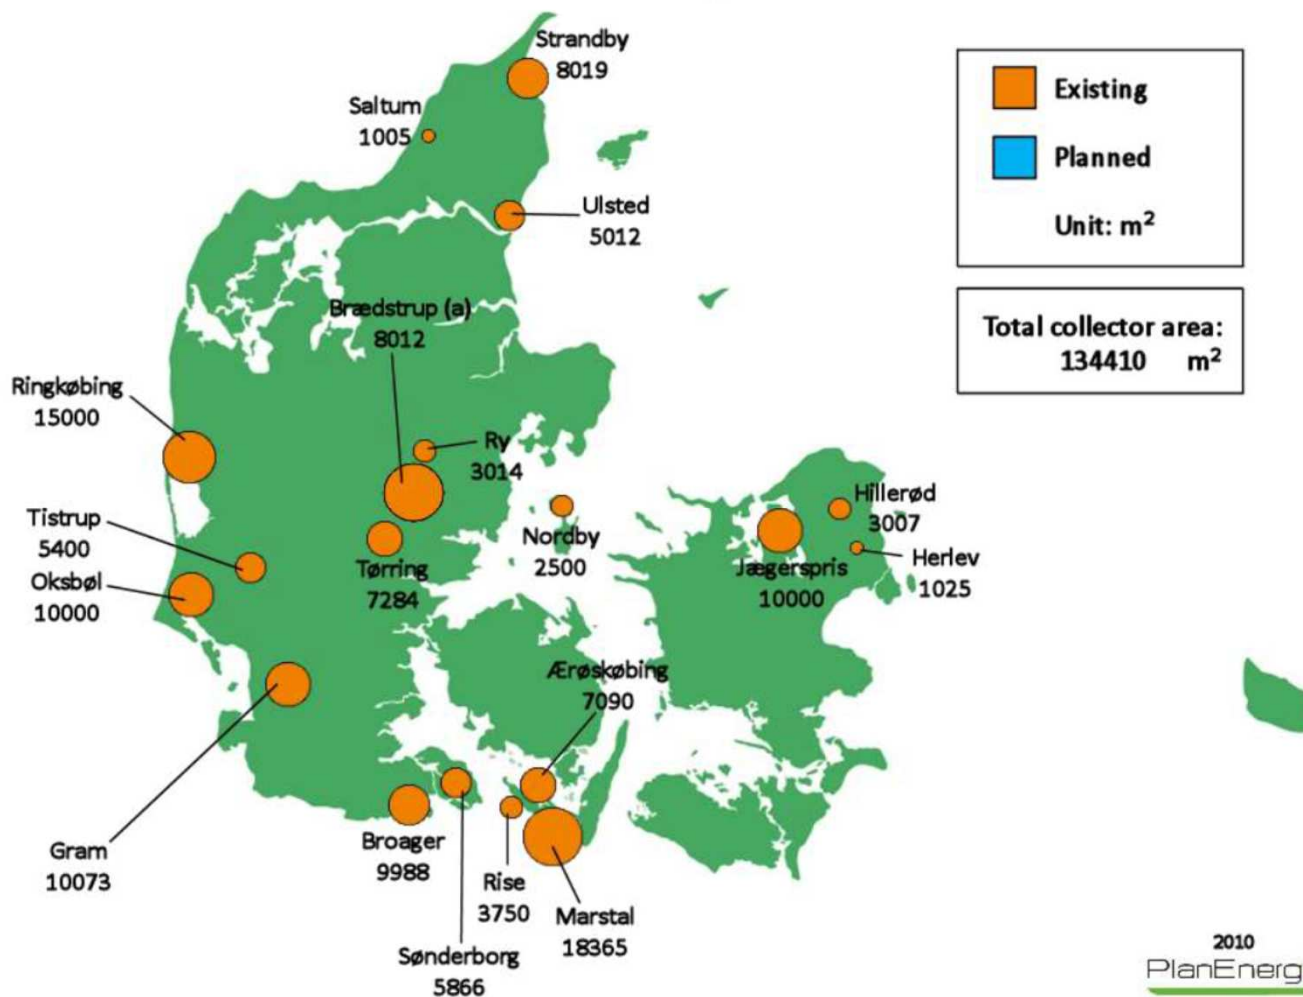 Strandby
8019
Saltum
1005
Ulsted
5012
Existing
Planned
Unit: m²
Total collector area:
134410 m²
Brædstrup (a)
8012
Ringkøbing
15000
Ry
3014
Tistrup
5400
Oksbøl
10000
Tørring
7284
Nordby
2500
Hillerød
3007
Jægerspris
10000
Herlev
1025
Ærøskøbing
7090
Gram
10073
Broager
9988
Rise
3750
Marstal
18365
Sønderborg
5866
2010
PlanEnerg